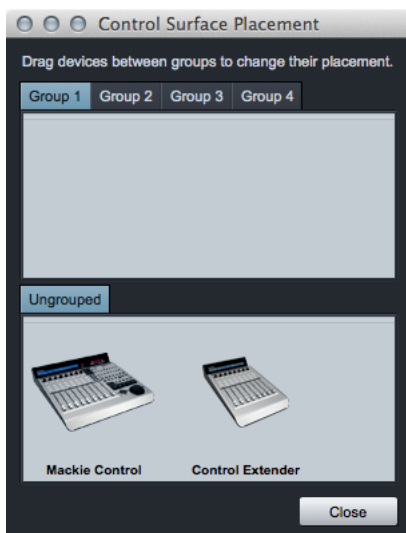 Control Surface Placement
Drag devices between groups to change their placement.
Group 1 Group 2 Group 3 Group 4
Ungrouped
Mackie Control Control Extender
Close